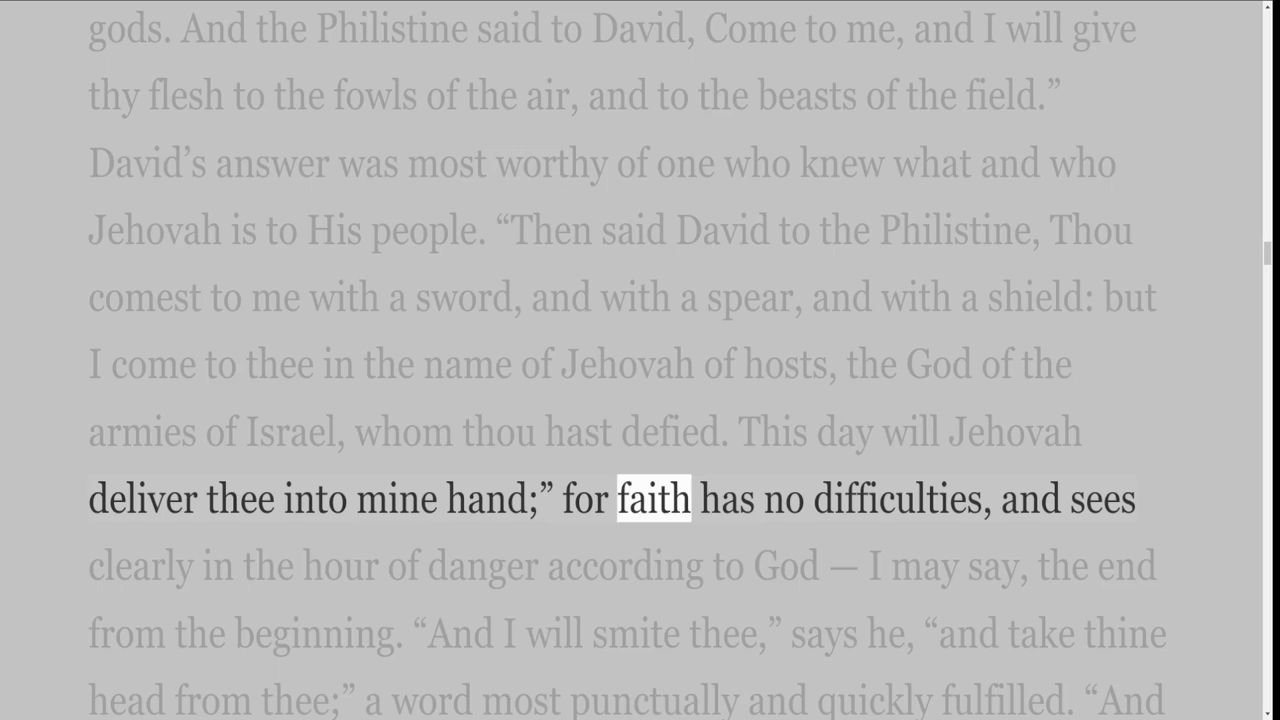 gods. And the Philistine said to David, Come to me, and I will give
thy flesh to the fowls of the air, and to the beasts of the field.”
David’s answer was most worthy of one who knew what and who
Jehovah is to His people. “Then said David to the Philistine, Thou
comest to me with a sword, and with a spear, and with a shield: but
I come to thee in the name of Jehovah of hosts, the God of the
armies of Israel, whom thou hast defied. This day will Jehovah
deliver thee into mine hand;” for faith has no difficulties, and sees
clearly in the hour of danger according to God — I may say, the end
from the beginning. “And I will smite thee,” says he, “and take thine
head from thee;” a word most punctually and quickly fulfilled. “And